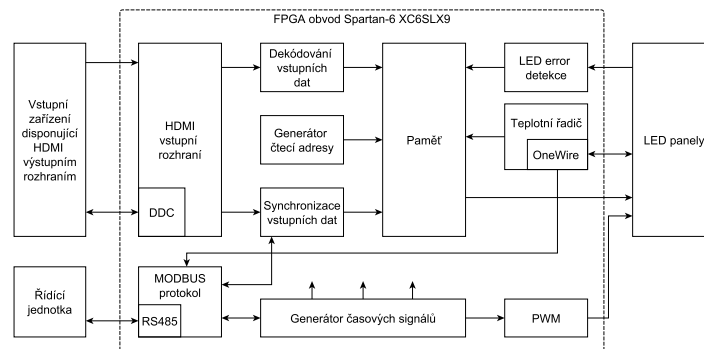 FPGA obvod Spartan-6 XC6SLX9
Vstupní
zařízení
disponující
HDMI
výstupním
rozhraním
HDMI
vstupní
rozhraní
DDC
Dekódování
vstupních
dat
Generátor
čtecí adresy
Synchronizace
vstupních dat
Paměť
LED error
detekce
Teplotní řadič
OneWire
LED panely
Řídící
jednotka
MODBUS
protokol
RS485
Generátor časových signálů
PWM